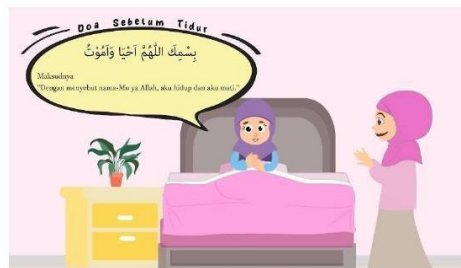 Doa Sebelum Tidur
بِسْمِكَ اللّٰهُمَّ اَحْيَا وَاَمُوْتُ
Maksudnya
"Dengan menyebut nama-Mu ya Allah, aku hidup dan aku mati."